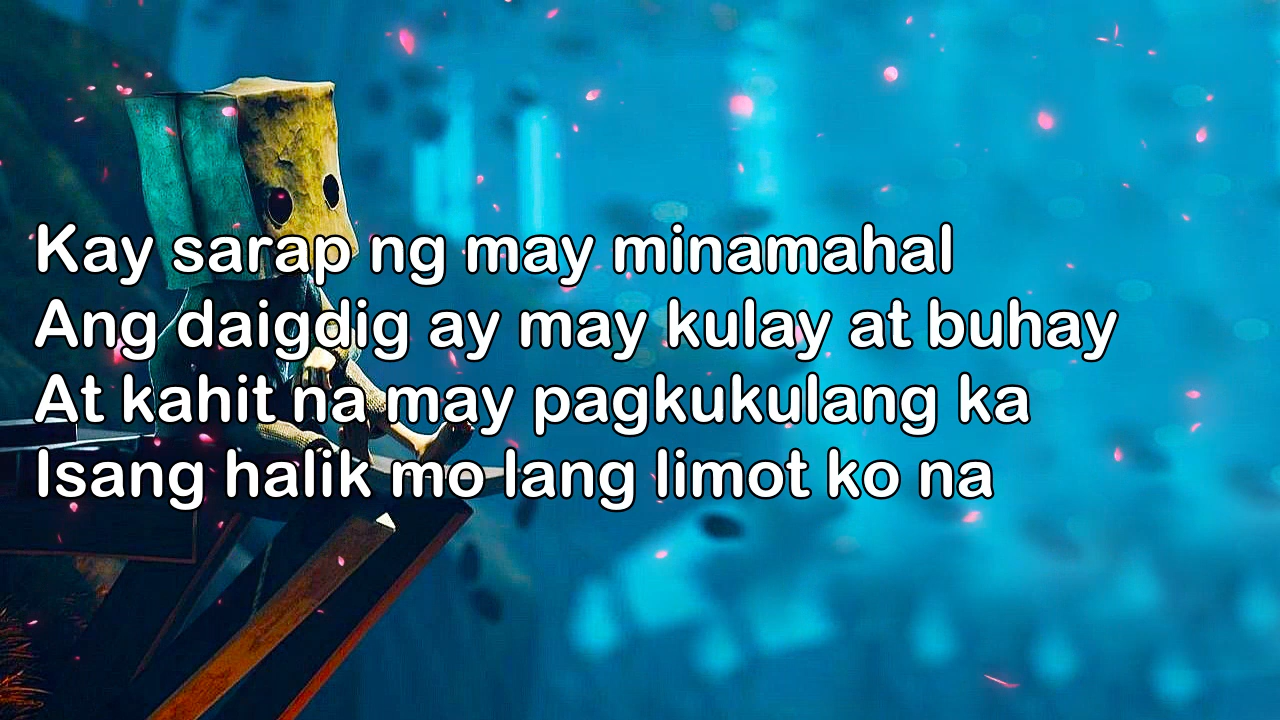 Kay sarap ng may minamahal
Ang daigdig ay may kulay at buhay
At kahit na may pagkukulang ka
Isang halik mo lang limot ko na